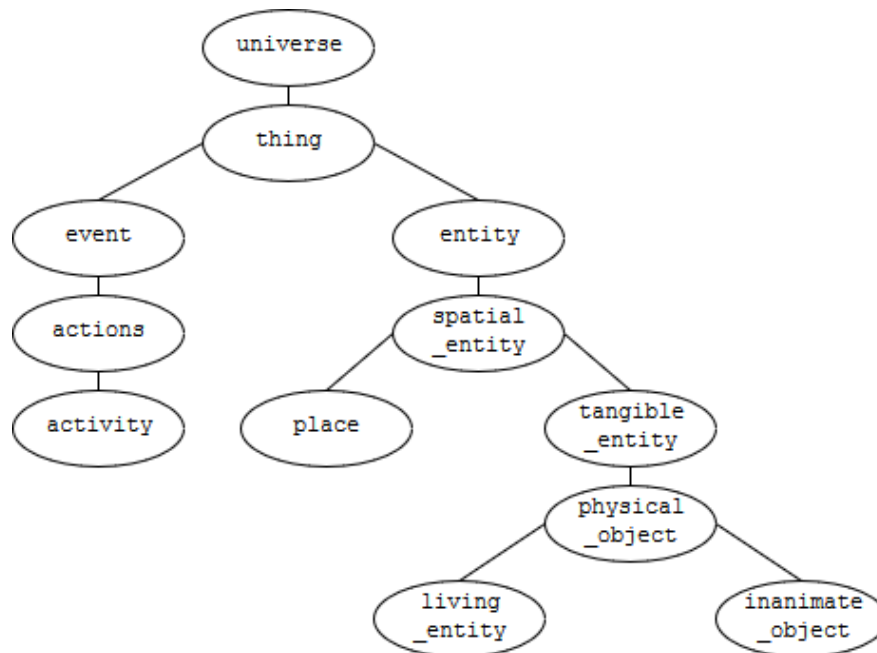 universe
thing
event
entity
actions
spatial
_entity
activity
place
tangible
_entity
physical
_object
living
_entity
inanimate
_object